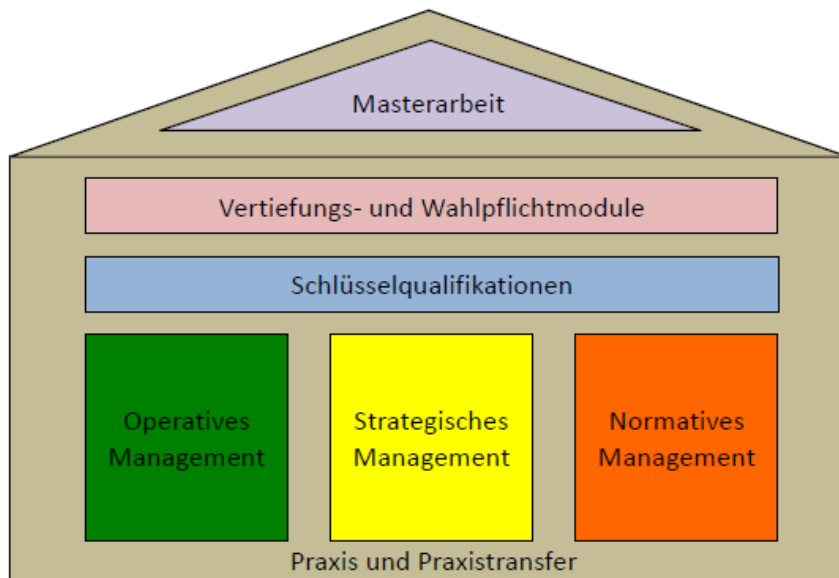 Masterarbeit
Vertiefungs- und Wahlpflichtmodule
Schlüsselqualifikationen
Operatives
Management
Strategisches
Management
Normatives
Management
Praxis und Praxistransfer